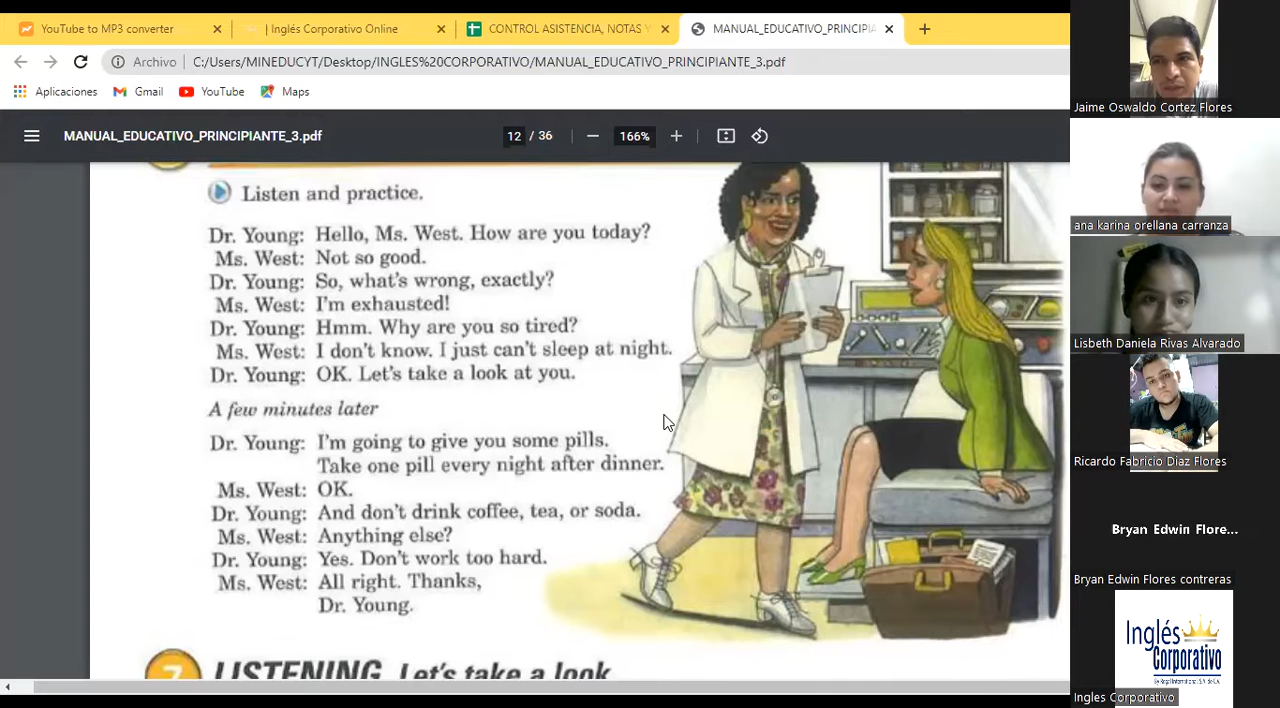 YouTube to MP3 converter
| Inglés Corporativo Online
CONTROL ASISTENCIA, NOTAS Y
MANUAL_EDUCATIVO_PRINCIPIA
Archivo | C:/Users/MINEDUCYT/Desktop/INGLES%20CORPORATIVO/MANUAL_EDUCATIVO_PRINCIPIANTE_3.pdf
Aplicaciones Gmail YouTube Maps
MANUAL_EDUCATIVO_PRINCIPIANTE_3.pdf 12 / 36 166%
Listen and practice.
Dr. Young: Hello, Ms. West. How are you today?
Ms. West: Not so good.
Dr. Young: So, what's wrong, exactly?
Ms. West: I'm exhausted!
Dr. Young: Hmm. Why are you so tired?
Ms. West: I don't know. I just can't sleep at night.
Dr. Young: OK. Let's take a look at you.
A few minutes later
Dr. Young: I'm going to give you some pills.
Take one pill every night after dinner.
Ms. West: OK.
Dr. Young: And don't drink coffee, tea, or soda.
Ms. West: Anything else?
Dr. Young: Yes. Don't work too hard.
Ms. West: All right. Thanks,
Dr. Young.
7 LISTENING Let's take a look
Jaime Oswaldo Cortez Flores
ana karina orellana carranza
Lisbeth Daniela Rivas Alvarado
Ricardo Fabricio Diaz Flores
Bryan Edwin Flore...
Bryan Edwin Flores contreras
Inglés
Corporativo
Ingles Corporativo